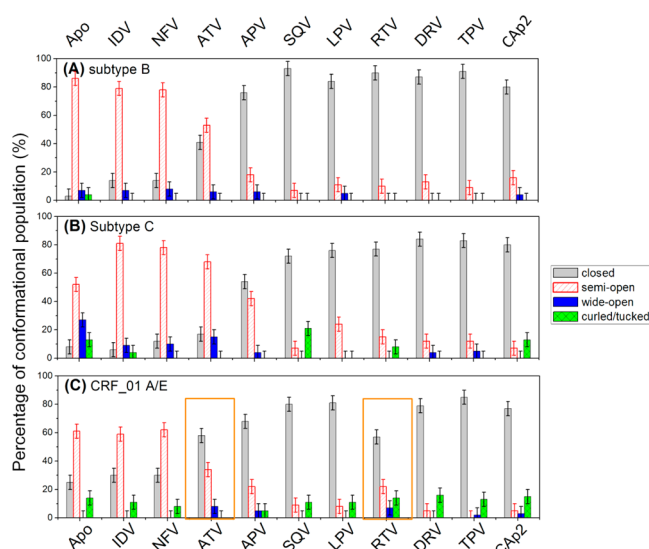 Apo IDV NFV ATV APV SQV LPV RTV DRV TPV CAp2
Percentage of conformational population (%)
(A) subtype B
100
80
60
40
20
0
(B) Subtype C
100
80
60
40
20
0
closed
semi-open
wide-open
curled/tucked
(C) CRF_01 A/E
100
80
60
40
20
0
Apo IDV NFV ATV APV SQV LPV RTV DRV TPV CAp2